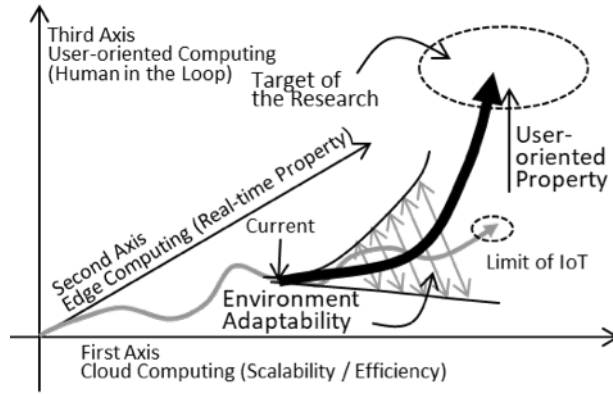 Third Axis
User-oriented Computing
(Human in the Loop)
Target of
the Research
User-
oriented
Property
Second Axis
Edge Computing (Real-time Property)
Current
Limit of IoT
Environment
Adaptability
First Axis
Cloud Computing (Scalability / Efficiency)